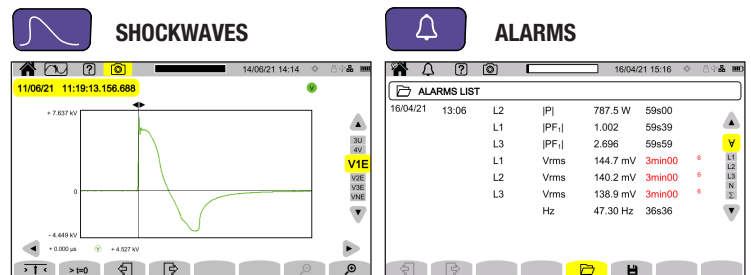 SHOCKWAVES
14/06/21 14:14
11/06/21 11:19:13.156.688
V
+ 7.637 kV
0
- 4.449 kV
3U
4V
V1E
V2E
V3E
VNE
+ 0.000 µs V + 4.527 kV
> t=0
ALARMS
16/04/21 15:16
ALARMS LIST
16/04/21 13:06 L2 |P| 787.5 W 59s00
L1 |PF₁| 1.002 59s39
L3 |PF₁| 2.696 59s59
L1 Vrms 144.7 mV 3min00 6
L2 Vrms 140.2 mV 3min00 6
L3 Vrms 138.9 mV 3min00 6
Hz 47.30 Hz 36s36
∀
L1
L2
L3
N
Σ